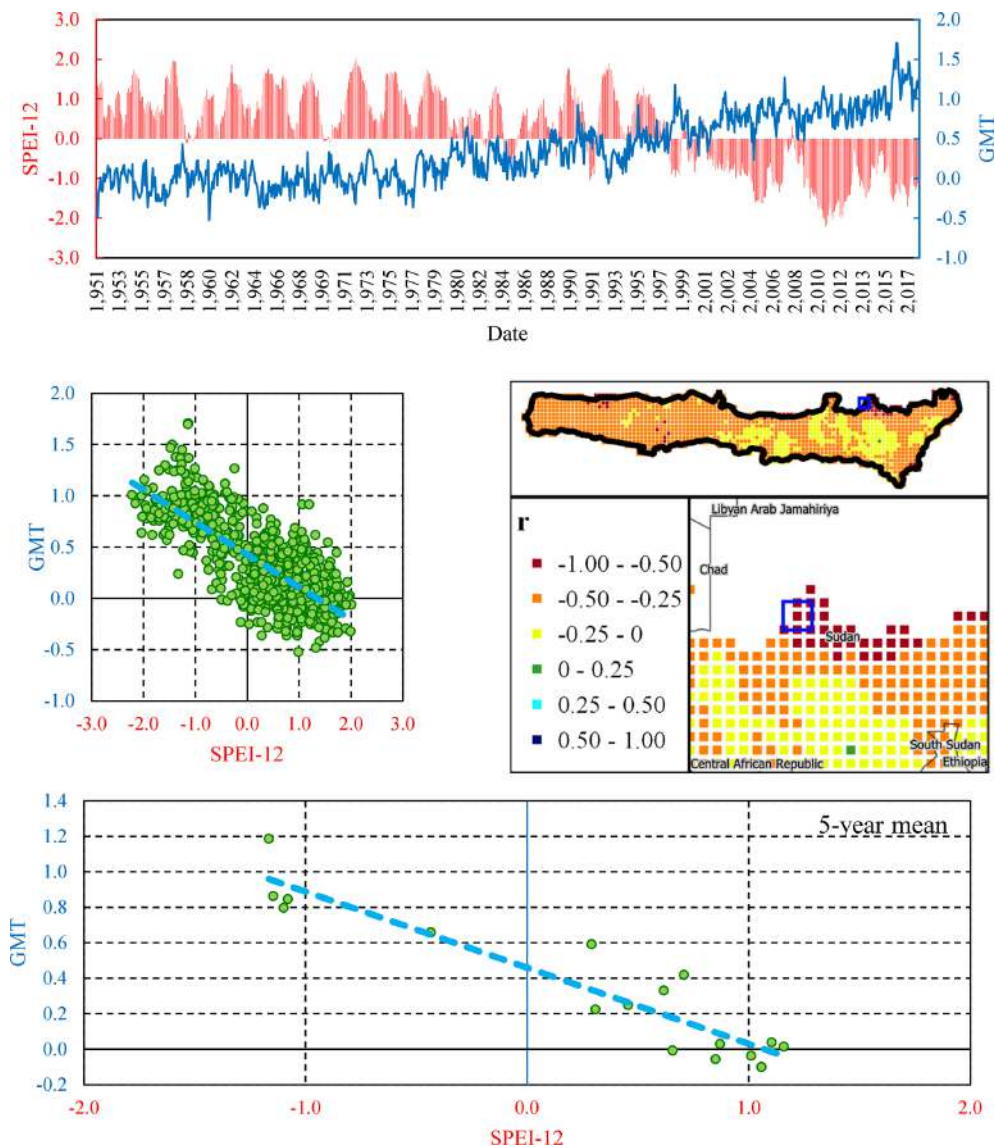 3.0
2.0
1.0
0.0
-1.0
-2.0
-3.0
SPEI-12
2.0
1.5
1.0
0.5
0.0
-0.5
-1.0
GMT
1,951
1,953
1,955
1,957
1,958
1,960
1,962
1,964
1,966
1,968
1,969
1,971
1,973
1,975
1,977
1,979
1,980
1,982
1,984
1,986
1,988
1,990
1,991
1,993
1,995
1,997
1,999
2,001
2,002
2,004
2,006
2,008
2,010
2,012
2,013
2,015
2,017
Date
2.0
1.5
1.0
0.5
0.0
-0.5
-1.0
GMT
-3.0 -2.0 -1.0 0.0 1.0 2.0 3.0
SPEI-12
r
-1.00 - -0.50
-0.50 - -0.25
-0.25 - 0
0 - 0.25
0.25 - 0.50
0.50 - 1.00
Libyan Arab Jamahiriya
Chad
Sudan
South Sudan
Central African Republic
Ethiopia
5-year mean
1.4
1.2
1.0
0.8
0.6
0.4
0.2
0.0
-0.2
GMT
-2.0 -1.0 0.0 1.0 2.0
SPEI-12